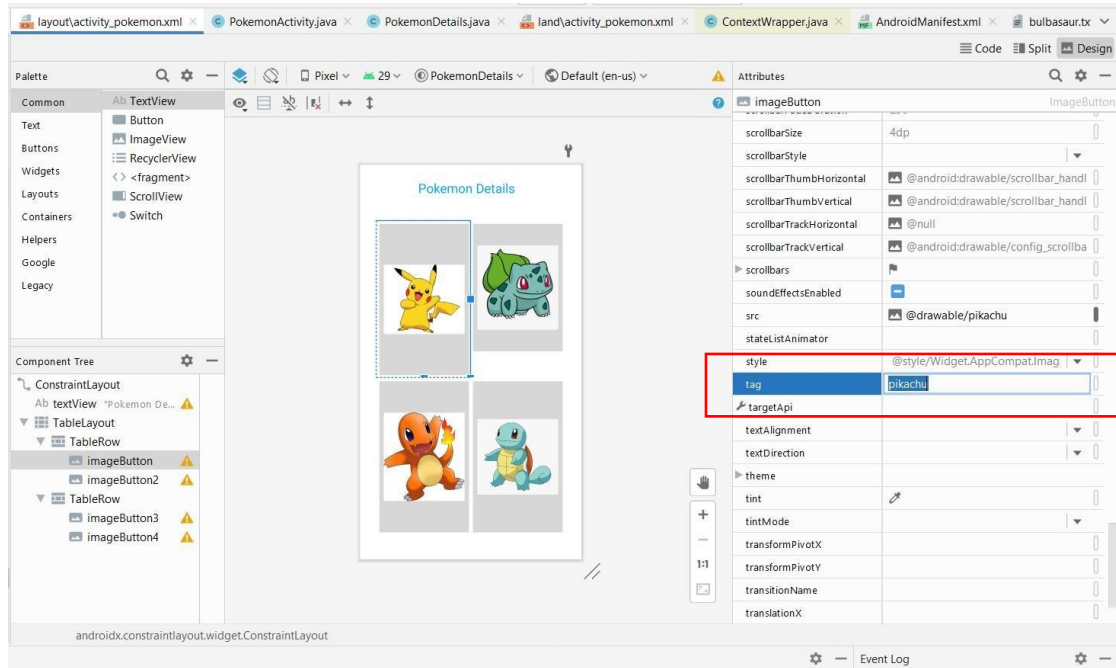 layout\activity_pokemon.xml PokemonActivity.java PokemonDetails.java land\activity_pokemon.xml ContextWrapper.java AndroidManifest.xml bulbasaur.tx
Code Split Design
Palette Pixel 29 PokemonDetails Default (en-us) Attributes
Common
Text
Buttons
Widgets
Layouts
Containers
Helpers
Google
Legacy
Ab TextView
Button
ImageView
RecyclerView
<fragment>
ScrollView
Switch
Component Tree
ConstraintLayout
Ab textView "Pokemon De...
TableLayout
TableRow
imageButton
imageButton2
TableRow
imageButton3
imageButton4
Pokemon Details
1:1
imageButton ImageButton
scrollbarSize 4dp
scrollbarStyle
scrollbarThumbHorizontal @android:drawable/scrollbar_handl
scrollbarThumbVertical @android:drawable/scrollbar_handl
scrollbarTrackHorizontal @null
scrollbarTrackVertical @android:drawable/config_scrollba
scrollbars
soundEffectsEnabled
src @drawable/pikachu
stateListAnimator
style @style/Widget.AppCompat.Imag
tag pikachu
targetApi
textAlignment
textDirection
theme
tint
tintMode
transformPivotX
transformPivotY
transitionName
translationX
androidx.constraintlayout.widget.ConstraintLayout
Event Log